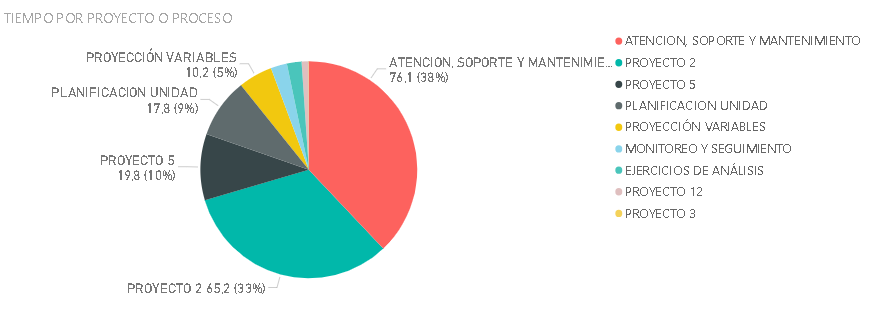 TIEMPO POR PROYECTO O PROCESO
PROYECCIÓN VARIABLES
10,2 (5%)
PLANIFICACION UNIDAD
17,8 (9%)
PROYECTO 5
19,8 (10%)
PROYECTO 2 65,2 (33%)
ATENCION, SOPORTE Y MANTENIMIE...
76,1 (38%)
ATENCION, SOPORTE Y MANTENIMIENTO
PROYECTO 2
PROYECTO 5
PLANIFICACION UNIDAD
PROYECCIÓN VARIABLES
MONITOREO Y SEGUIMIENTO
EJERCICIOS DE ANÁLISIS
PROYECTO 12
PROYECTO 3